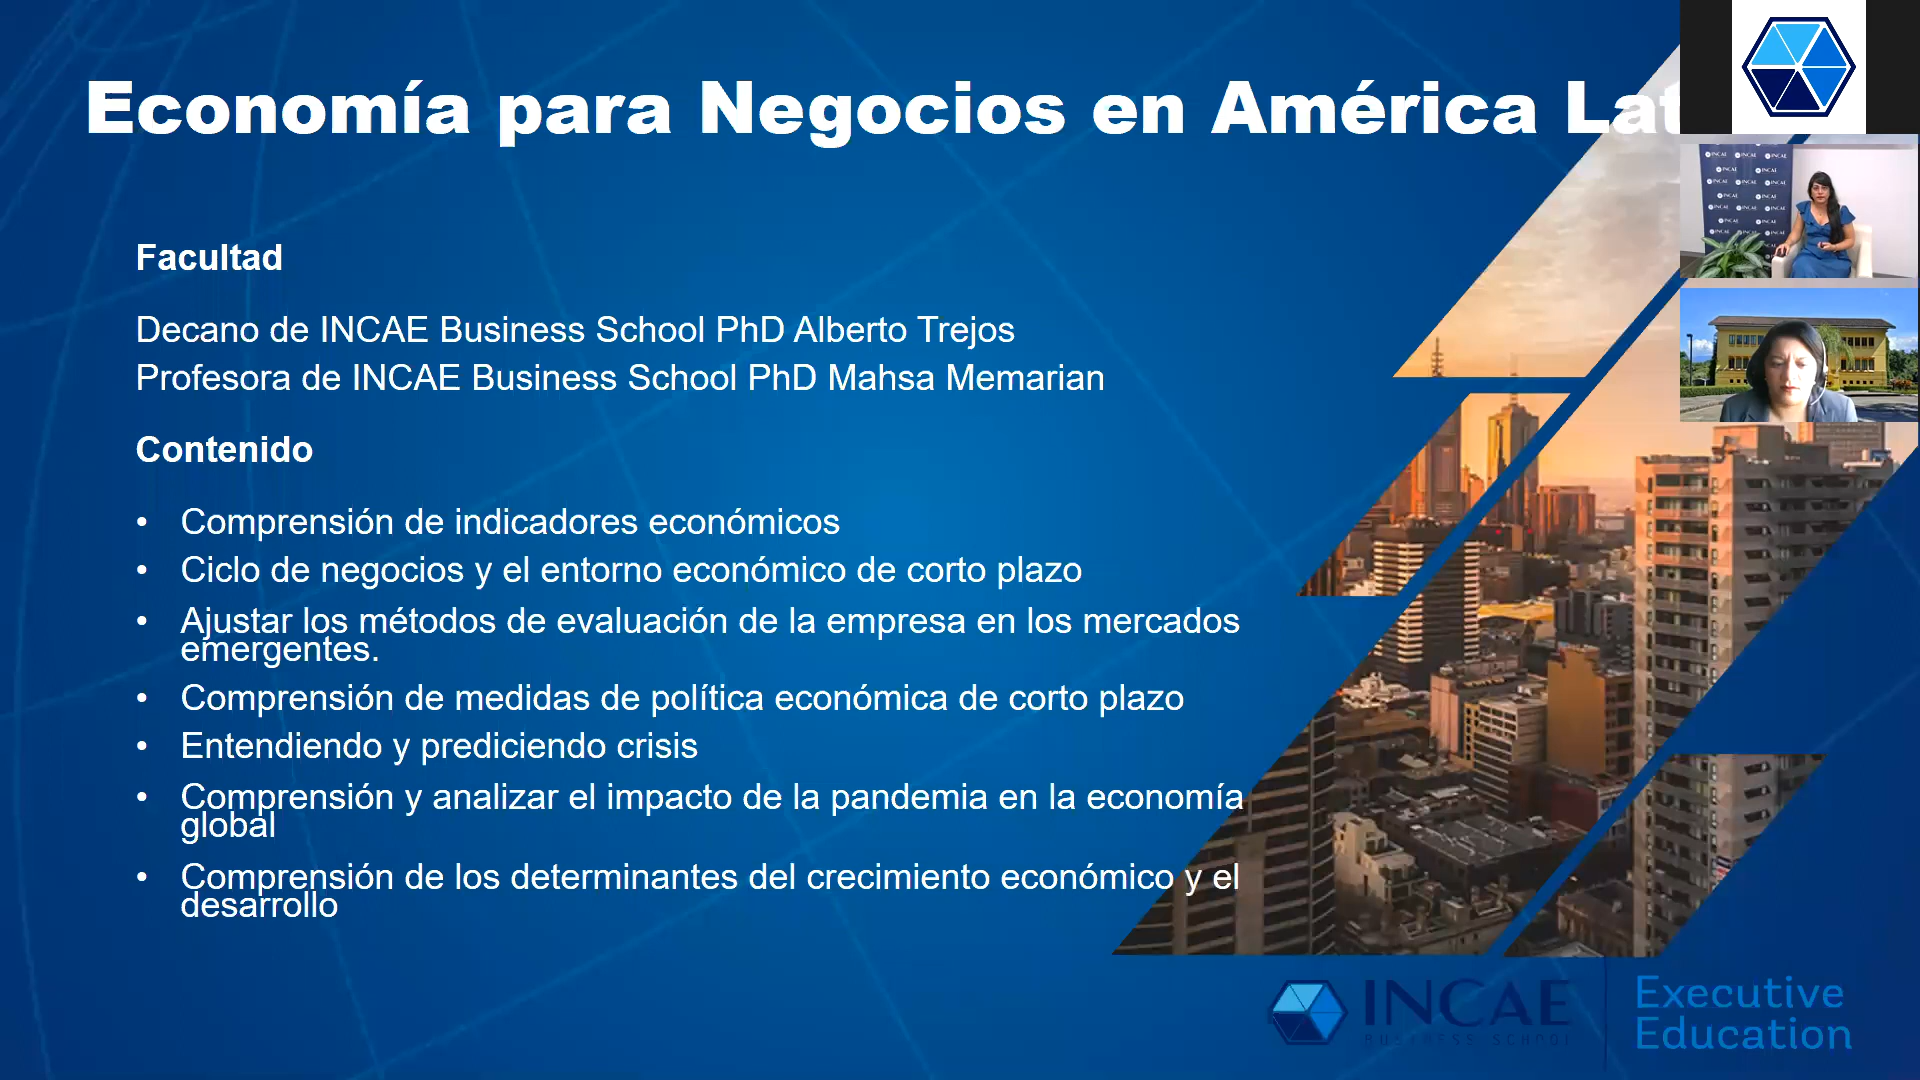 Economía para Negocios en América Lat
Facultad
Decano de INCAE Business School PhD Alberto Trejos
Profesora de INCAE Business School PhD Mahsa Memarian
Contenido
• Comprensión de indicadores económicos
• Ciclo de negocios y el entorno económico de corto plazo
• Ajustar los métodos de evaluación de la empresa en los mercados
emergentes.
• Comprensión de medidas de política económica de corto plazo
• Entendiendo y prediciendo crisis
• Comprensión y analizar el impacto de la pandemia en la economía
global
• Comprensión de los determinantes del crecimiento económico y el
desarrollo
INCAE
BUSINESS SCHOOL
Executive
Education